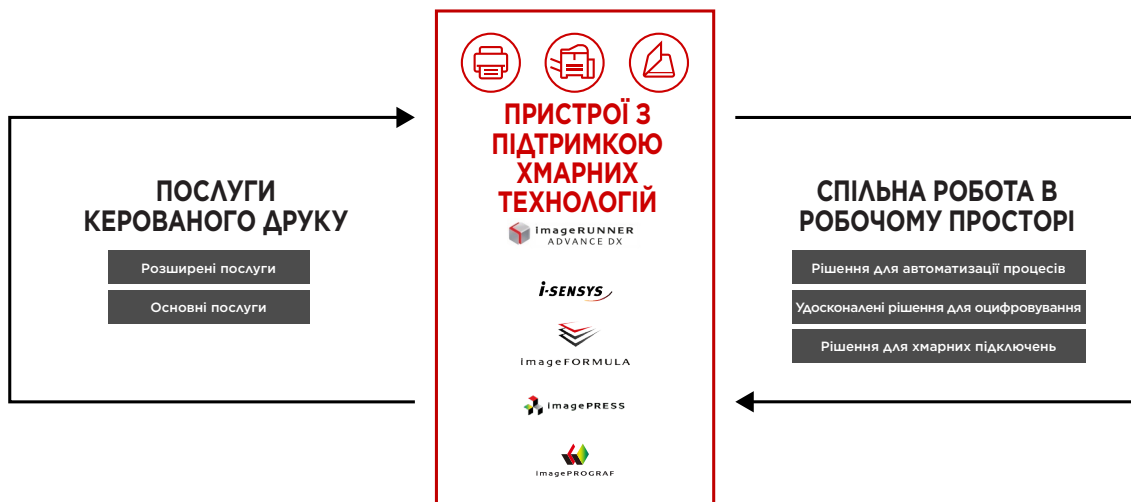 ПОСЛУГИ
КЕРОВАНОГО ДРУКУ
Розширені послуги
Основні послуги
ПРИСТРОЇ З
ПІДТРИМКОЮ
ХМАРНИХ
ТЕХНОЛОГІЙ
imageRUNNER
ADVANCE DX
i-SENSYS
imageFORMULA
imagePRESS
imagePROGRAF
СПІЛЬНА РОБОТА В
РОБОЧОМУ ПРОСТОРІ
Рішення для автоматизації процесів
Удосконалені рішення для оцифровування
Рішення для хмарних підключень